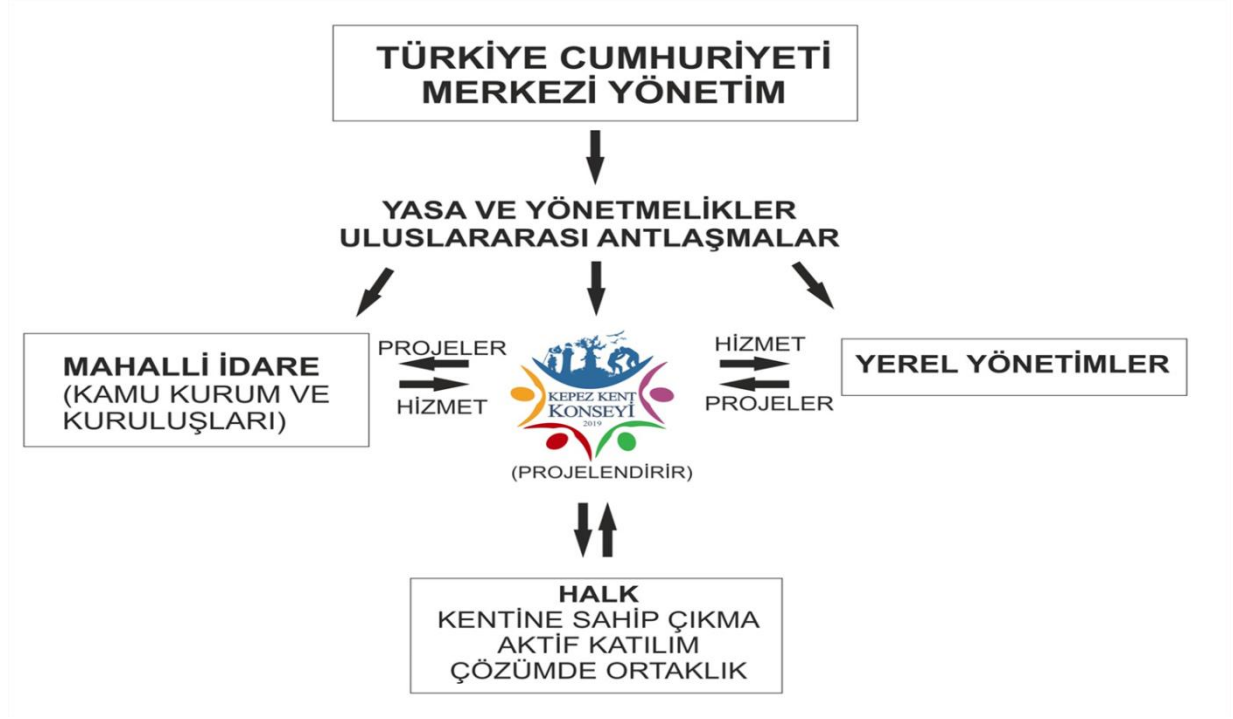 TÜRKİYE CUMHURİYETİ
MERKEZİ YÖNETİM
YASA VE YÖNETMELİKLER
ULUSLARARASI ANTLAŞMALAR
MAHALLİ İDARE
(KAMU KURUM VE
KURULUŞLARI)
PROJELER
HİZMET
KEPEZ KENT
KONSEYİ
2019
(PROJELENDİRİR)
HİZMET
PROJELER
YEREL YÖNETİMLER
HALK
KENTİNE SAHİP ÇIKMA
AKTİF KATILIM
ÇÖZÜMDE ORTAKLIK